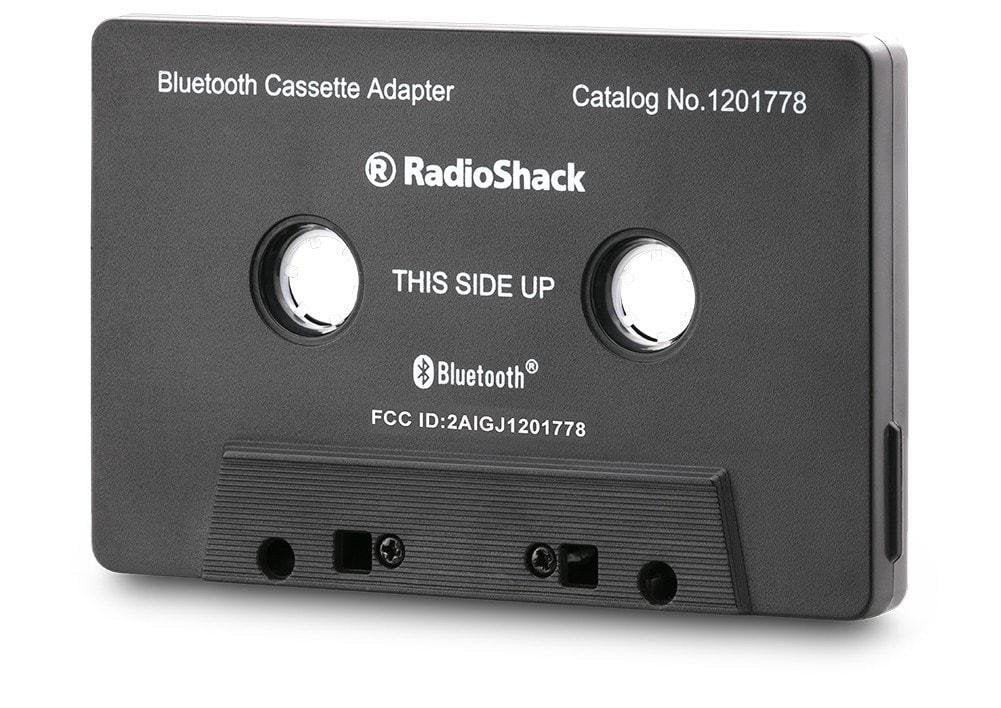 Bluetooth Cassette Adapter
Catalog No.1201778
® RadioShack
THIS SIDE UP
Bluetooth®
FCC ID:2AIGJ1201778